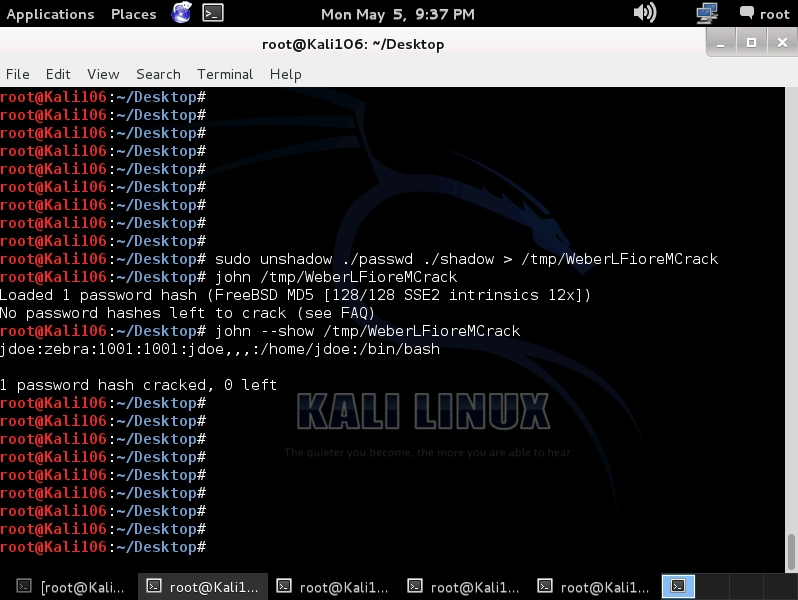 Applications Places Mon May 5, 9:37 PM root
root@Kali106: ~/Desktop
File Edit View Search Terminal Help
root@Kali106:~/Desktop#
root@Kali106:~/Desktop#
root@Kali106:~/Desktop#
root@Kali106:~/Desktop#
root@Kali106:~/Desktop#
root@Kali106:~/Desktop#
root@Kali106:~/Desktop#
root@Kali106:~/Desktop#
root@Kali106:~/Desktop#
root@Kali106:~/Desktop# sudo unshadow ./passwd ./shadow > /tmp/WeberLFioreMCrack
root@Kali106:~/Desktop# john /tmp/WeberLFioreMCrack
Loaded 1 password hash (FreeBSD MD5 [128/128 SSE2 intrinsics 12x])
No password hashes left to crack (see FAQ)
root@Kali106:~/Desktop# john --show /tmp/WeberLFioreMCrack
jdoe:zebra:1001:1001:jdoe,,,:/home/jdoe:/bin/bash
1 password hash cracked, 0 left
root@Kali106:~/Desktop#
root@Kali106:~/Desktop#
KALI LINUX
root@Kali106:~/Desktop#
root@Kali106:~/Desktop#
The quieter you become, the more you are able to hear
root@Kali106:~/Desktop#
root@Kali106:~/Desktop#
root@Kali106:~/Desktop#
root@Kali106:~/Desktop#
root@Kali106:~/Desktop#
[root@Kali... root@Kali1... root@Kali1... root@Kali1... root@Kali1...